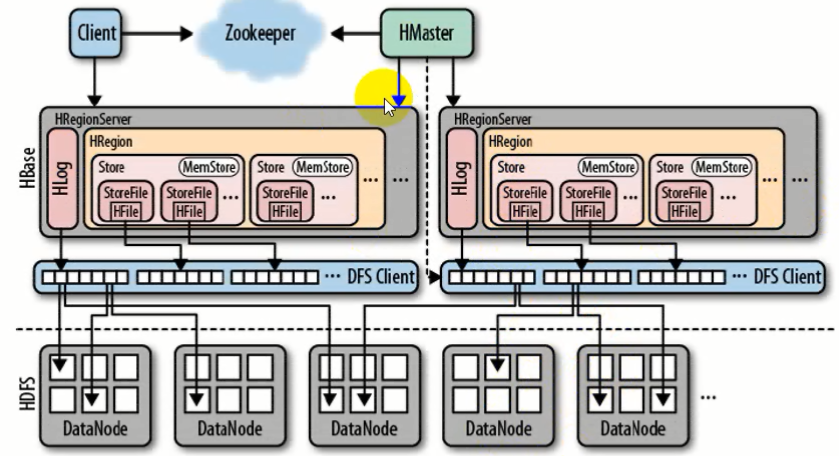 Client
Zookeeper
HMaster
HBase
HRegionServer
HLog
HRegion
Store
MemStore
StoreFile
HFile
StoreFile
HFile
...
Store
MemStore
StoreFile
HFile
...
...
...
HRegionServer
HLog
HRegion
Store
MemStore
StoreFile
HFile
StoreFile
HFile
...
Store
MemStore
StoreFile
HFile
...
...
...
... DFS Client
... DFS Client
HDFS
DataNode
DataNode
DataNode
DataNode
DataNode
...